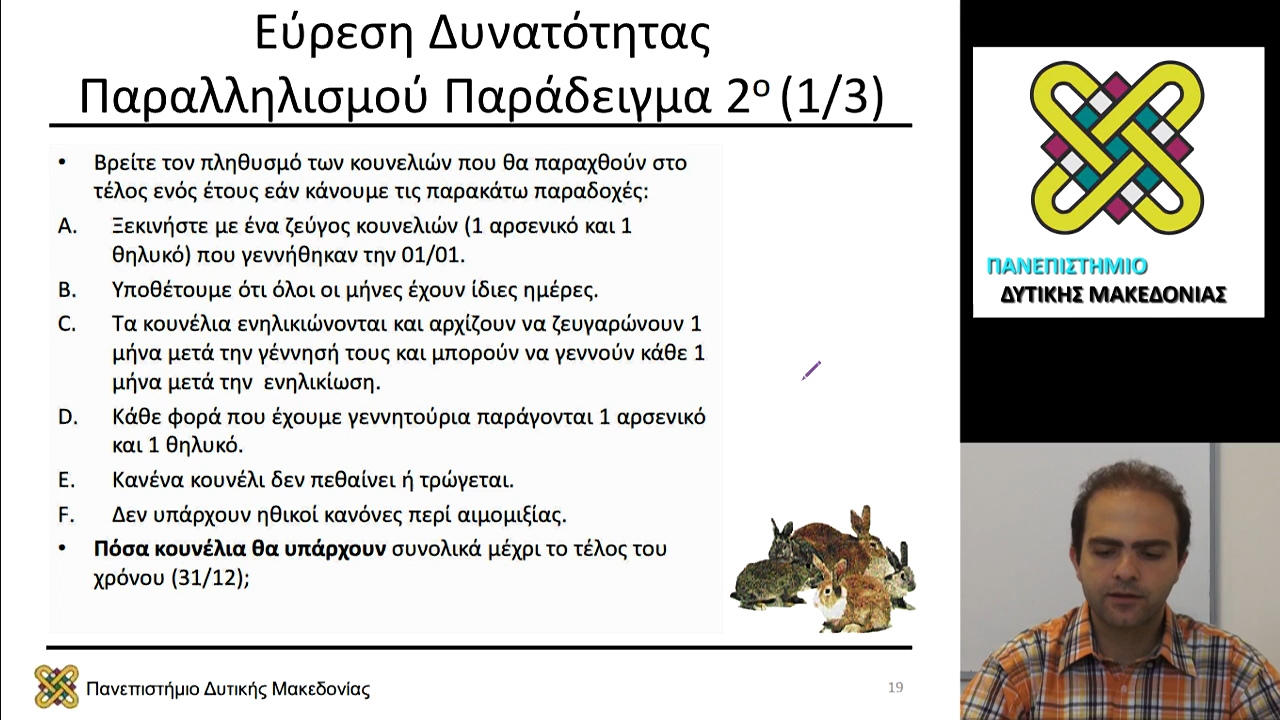 Εύρεση Δυνατότητας
Παραλληλισμού Παράδειγμα 2ο (1/3)
• Βρείτε τον πληθυσμό των κουνελιών που θα παραχθούν στο
τέλος ενός έτους εάν κάνουμε τις παρακάτω παραδοχές:
A. Ξεκινήστε με ένα ζεύγος κουνελιών (1 αρσενικό και 1
θηλυκό) που γεννήθηκαν την 01/01.
B. Υποθέτουμε ότι όλοι οι μήνες έχουν ίδιες ημέρες.
C. Τα κουνέλια ενηλικιώνονται και αρχίζουν να ζευγαρώνουν 1
μήνα μετά την γέννησή τους και μπορούν να γεννούν κάθε 1
μήνα μετά την ενηλικίωση.
D. Κάθε φορά που έχουμε γεννητούρια παράγονται 1 αρσενικό
και 1 θηλυκό.
E. Κανένα κουνέλι δεν πεθαίνει ή τρώγεται.
F. Δεν υπάρχουν ηθικοί κανόνες περί αιμομιξίας.
• Πόσα κουνέλια θα υπάρχουν συνολικά μέχρι το τέλος του
χρόνου (31/12);
Πανεπιστήμιο Δυτικής Μακεδονίας
19
ΠΑΝΕΠΙΣΤΗΜΙΟ
ΔΥΤΙΚΗΣ ΜΑΚΕΔΟΝΙΑΣ